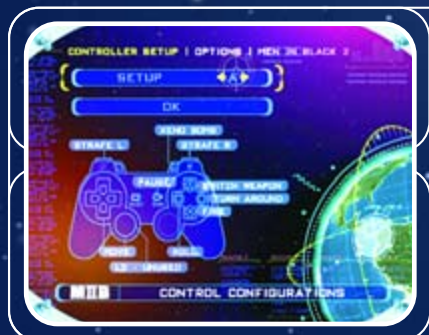 CONTROLLER SETUP | OPTIONS | MEN IN BLACK 2
SETUP A
OK
XENO BOMB
STRAFE L STRAFE R
PAUSE
SWITCH WEAPON
TURN AROUND
FIRE
MOVE ROLL
L3 - UNUSED
MIIB CONTROL CONFIGURATIONS